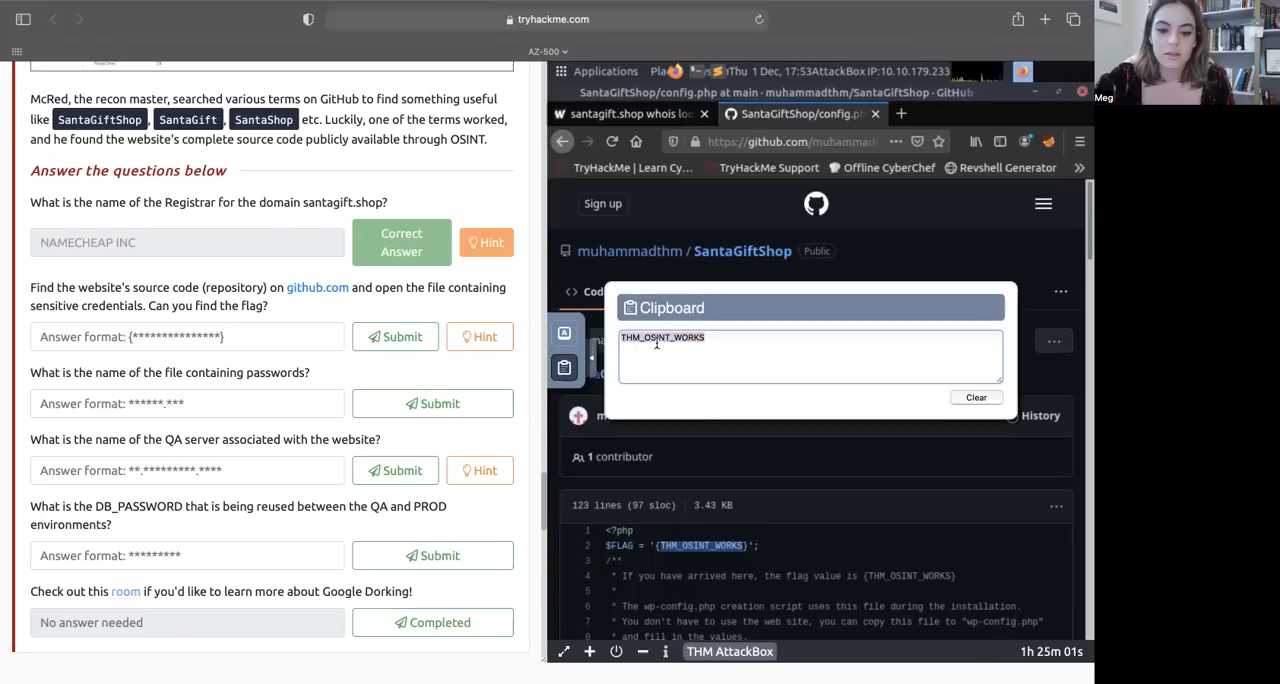 tryhackme.com
AZ-500
McRed, the recon master, searched various terms on GitHub to find something useful
like SantaGiftShop, SantaGift, SantaShop etc. Luckily, one of the terms worked,
and he found the website's complete source code publicly available through OSINT.
Answer the questions below
What is the name of the Registrar for the domain santagift.shop?
NAMECHEAP INC
Correct
Answer
Hint
Find the website's source code (repository) on github.com and open the file containing
sensitive credentials. Can you find the flag?
Answer format: {***************}
Submit
Hint
What is the name of the file containing passwords?
Answer format: ******.***
Submit
What is the name of the QA server associated with the website?
Answer format: **.*********.****
Submit
Hint
What is the DB_PASSWORD that is being reused between the QA and PROD
environments?
Answer format: *********
Submit
Check out this room if you'd like to learn more about Google Dorking!
No answer needed
Completed
Applications
Thu 1 Dec, 17:53 AttackBox IP:10.10.179.233
SantaGiftShop/config.php at main · muhammadthm/SantaGiftShop · GitHub
santagift.shop whois loo
SantaGiftShop/config.ph
https://github.com/muhammadi
TryHackMe | Learn Cy...
TryHackMe Support
Offline CyberChef
Revshell Generator
Sign up
muhammadthm / SantaGiftShop
Public
<> Cod
Clipboard
THM_OSINT_WORKS
Clear
History
1 contributor
123 lines (97 sloc)
3.43 KB
1 <?php
2 $FLAG = '{THM_OSINT_WORKS}';
3 /**
4 * If you have arrived here, the flag value is {THM_OSINT_WORKS}
5 *
6 * The wp-config.php creation script uses this file during the installation.
7 * You don't have to use the web site, you can copy this file to "wp-config.php"
8 * and fill in the values.
THM AttackBox
1h 25m 01s
Meg